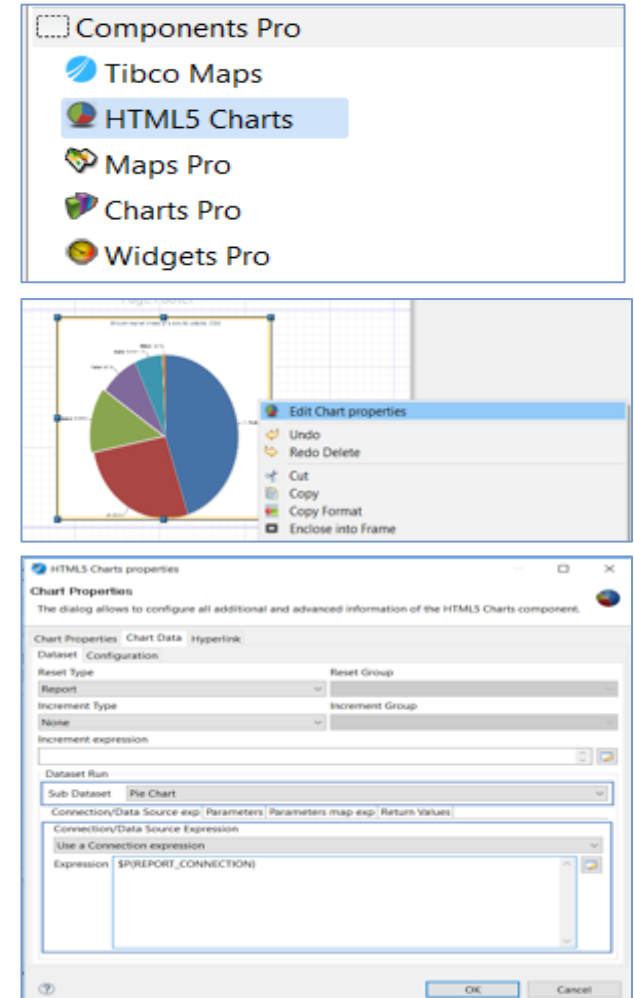 Components Pro
Tibco Maps
HTML5 Charts
Maps Pro
Charts Pro
Widgets Pro
Page Footer
Edit Chart properties
Undo
Redo Delete
Cut
Copy
Copy Format
Enclose into Frame
HTML5 Charts properties
Chart Properties
The dialog allows to configure all additional and advanced information of the HTML5 Charts component.
Chart Properties Chart Data Hyperlink
Dataset Configuration
Reset Type Reset Group
Report
Increment Type Increment Group
None
Increment expression
Dataset Run
Sub Dataset Pie Chart
Connection/Data Source exp Parameters Parameters map exp Return Values
Connection/Data Source Expression
Use a Connection expression
Expression $P{REPORT_CONNECTION}
OK Cancel